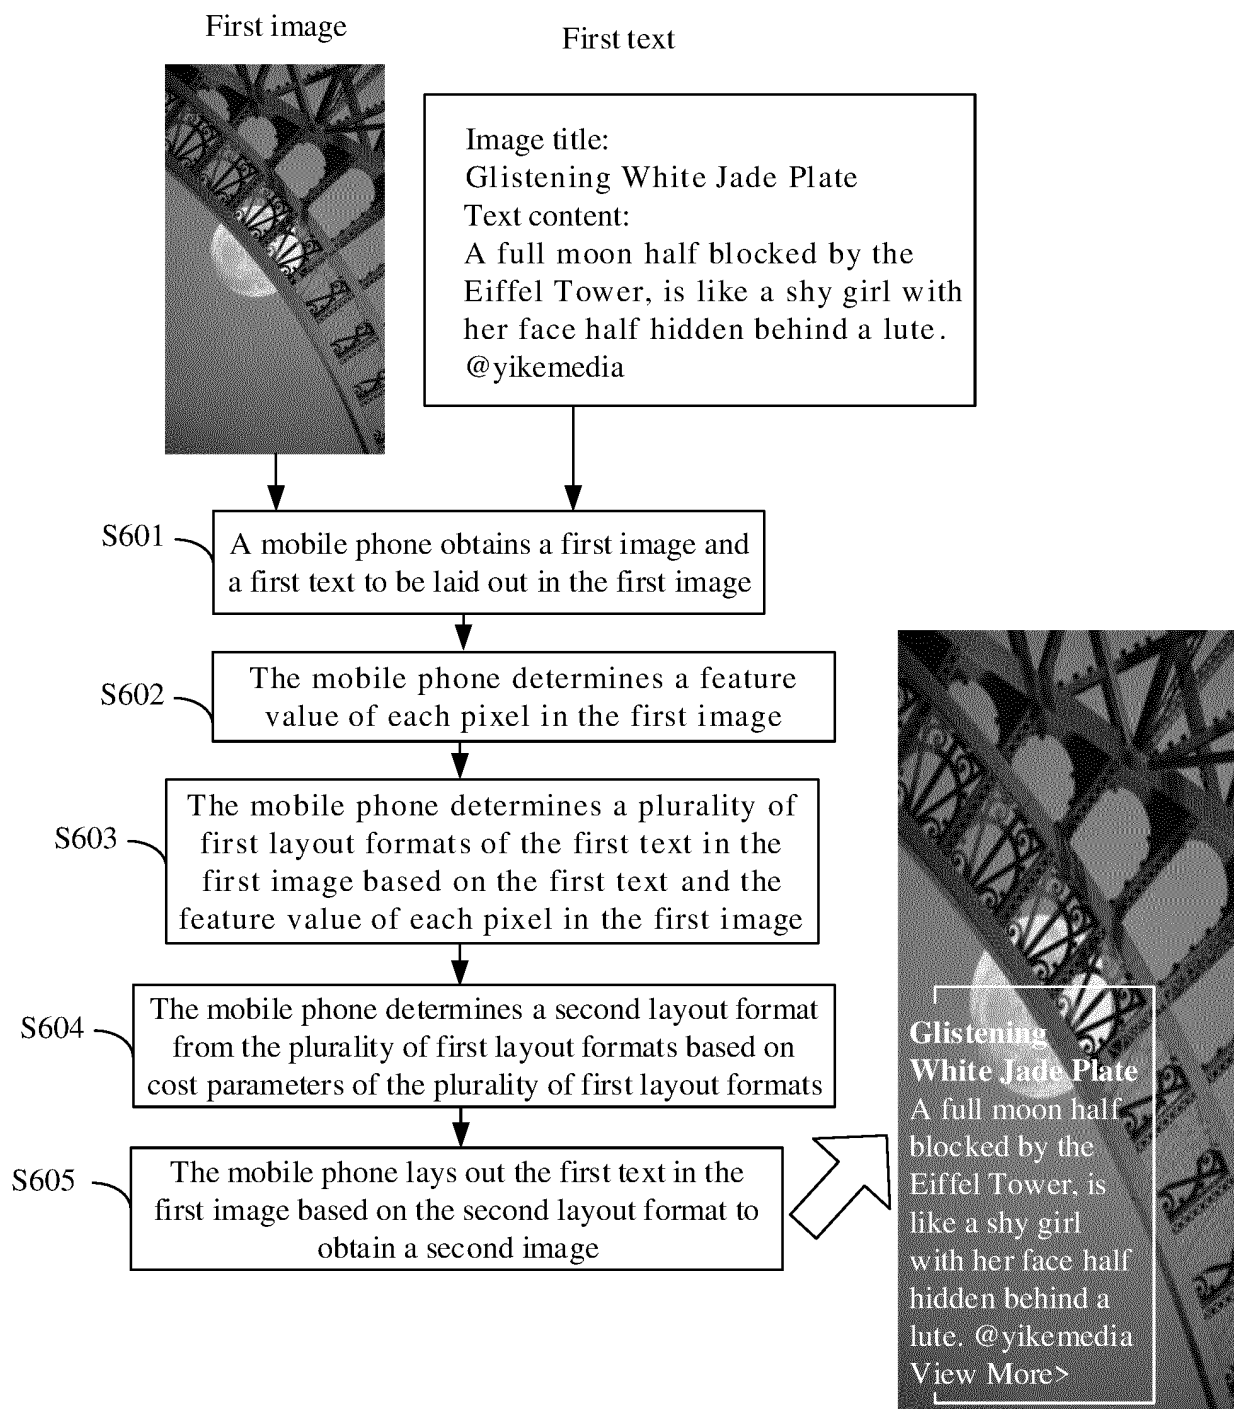 First image
First text
Image title:
Glistening White Jade Plate
Text content:
A full moon half blocked by the
Eiffel Tower, is like a shy girl with
her face half hidden behind a lute.
@yikemedia
S601
A mobile phone obtains a first image and
a first text to be laid out in the first image
S602
The mobile phone determines a feature
value of each pixel in the first image
S603
The mobile phone determines a plurality of
first layout formats of the first text in the
first image based on the first text and the
feature value of each pixel in the first image
S604
The mobile phone determines a second layout format
from the plurality of first layout formats based on
cost parameters of the plurality of first layout formats
S605
The mobile phone lays out the first text in the
first image based on the second layout format to
obtain a second image
Glistening
White Jade Plate
A full moon half
blocked by the
Eiffel Tower, is
like a shy girl
with her face half
hidden behind a
lute. @yikemedia
View More>